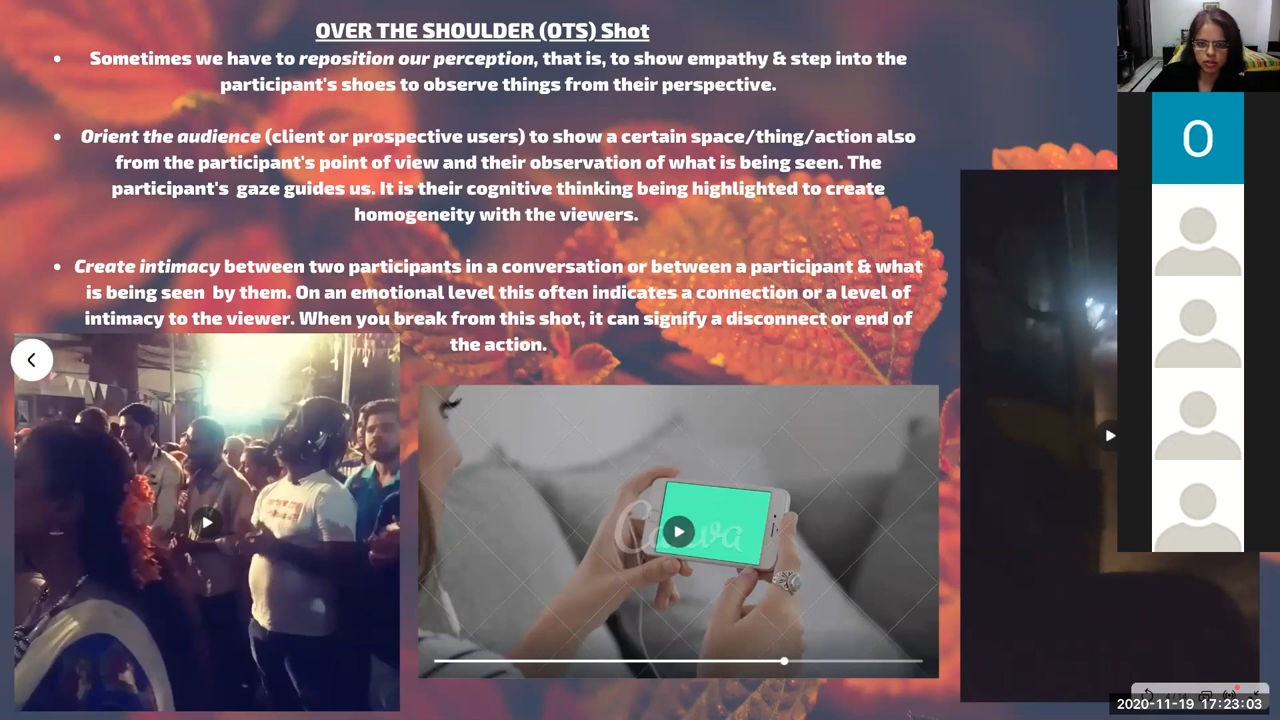 OVER THE SHOULDER (OTS) Shot
• Sometimes we have to reposition our perception, that is, to show empathy & step into the
participant's shoes to observe things from their perspective.
• Orient the audience (client or prospective users) to show a certain space/thing/action also
from the participant's point of view and their observation of what is being seen. The
participant's  gaze guides us. It is their cognitive thinking being highlighted to create
homogeneity with the viewers.
• Create intimacy between two participants in a conversation or between a participant & what
is being seen  by them. On an emotional level this often indicates a connection or a level of
intimacy to the viewer. When you break from this shot, it can signify a disconnect or end of
the action.
O
Canva
2020-11-19 17:23:03